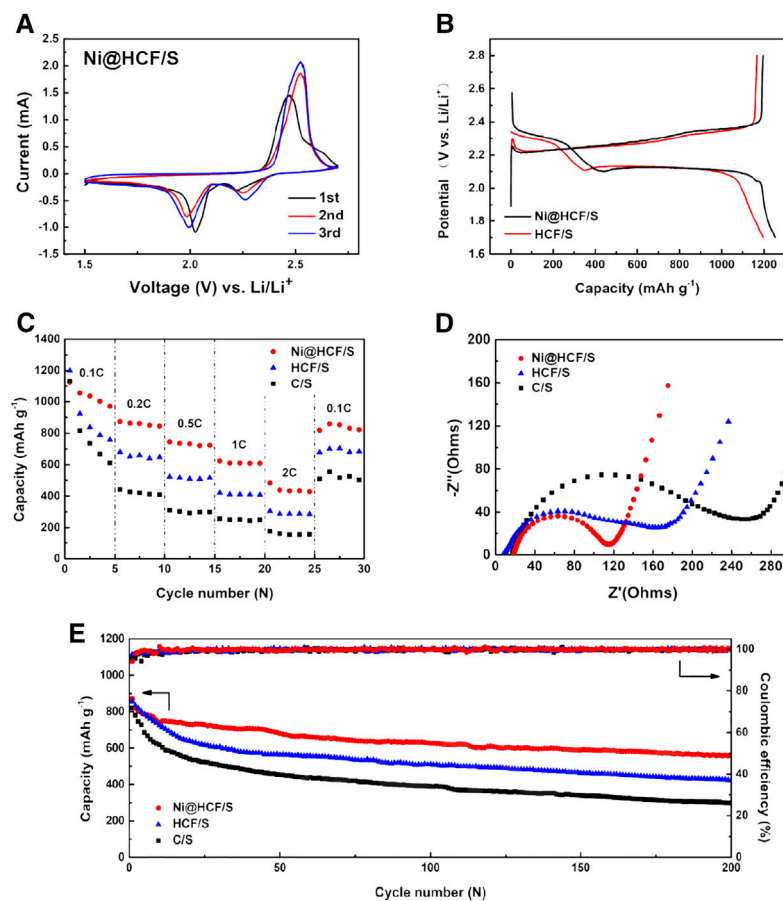 A
Ni@HCF/S
Current (mA)
2.5
2.0
1.5
1.0
0.5
0.0
-0.5
-1.0
-1.5
1.5
2.0
2.5
1st
2nd
3rd
Voltage (V) vs. Li/Li+
B
Potential (V vs. Li/Li+)
2.8
2.6
2.4
2.2
2.0
1.8
1.6
0
200
400
600
800
1000
1200
Ni@HCF/S
HCF/S
Capacity (mAh g-1)
C
Capacity (mAh g-1)
1400
1200
1000
800
600
400
200
0
0
5
10
15
20
25
30
0.1C
0.2C
0.5C
1C
2C
0.1C
Ni@HCF/S
HCF/S
C/S
Cycle number (N)
D
-Z''(Ohms)
200
160
120
80
40
0
40
80
120
160
200
240
280
Ni@HCF/S
HCF/S
C/S
Z'(Ohms)
E
Capacity (mAh g-1)
1200
1000
800
600
400
200
0
0
50
100
150
200
100
80
60
40
20
0
Coulombic efficiency (%)
Ni@HCF/S
HCF/S
C/S
Cycle number (N)